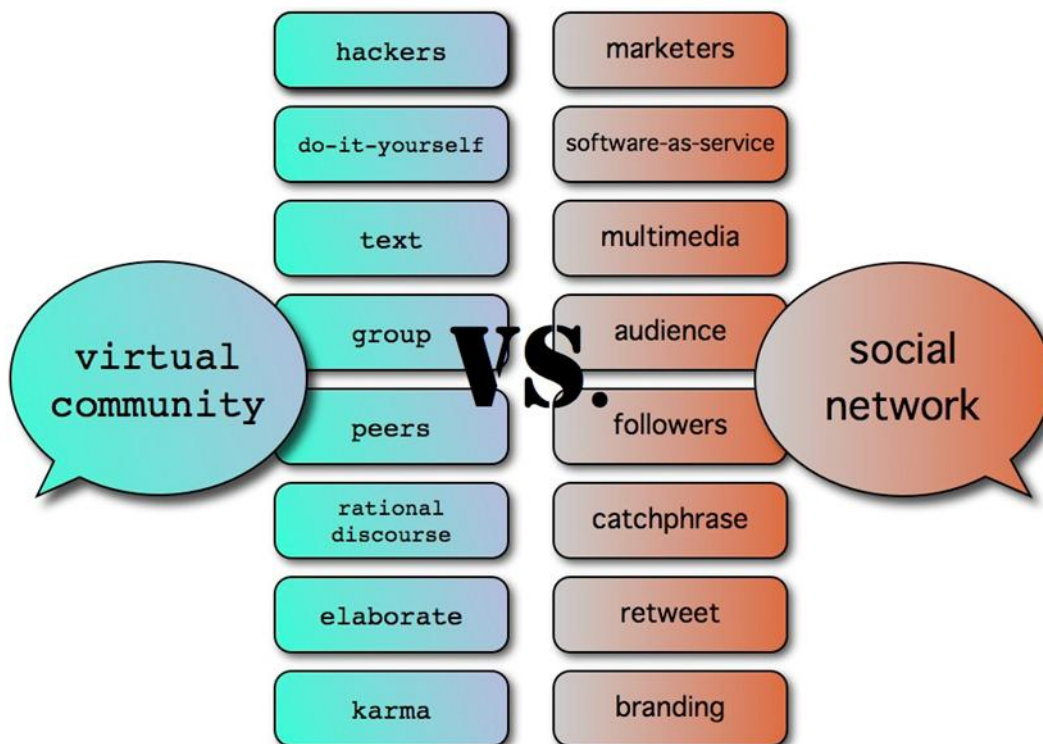 hackers
marketers
do-it-yourself
software-as-service
text
multimedia
virtual
community
group
vs.
audience
social
network
peers
followers
rational
discourse
catchphrase
elaborate
retweet
karma
branding